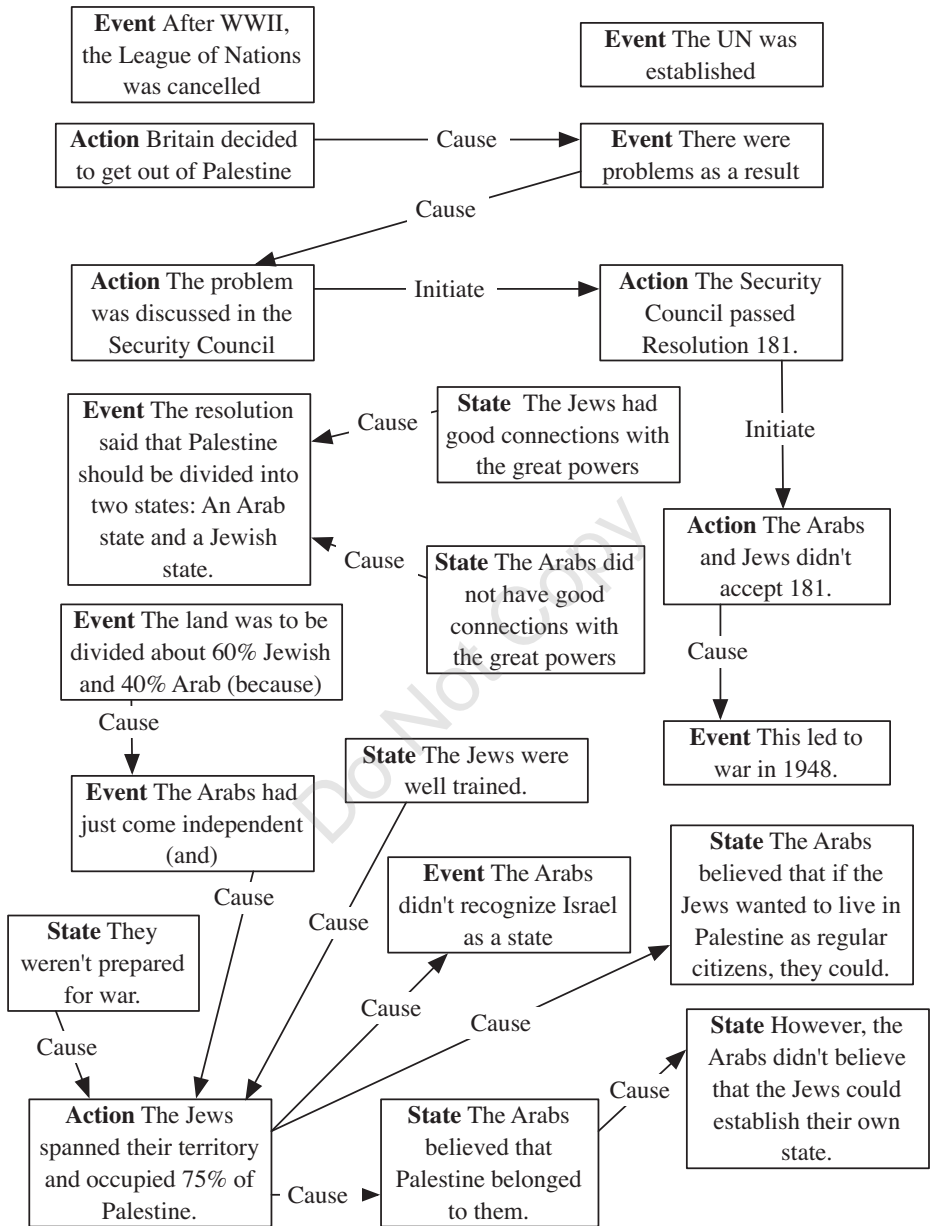 Event After WWII,
the League of Nations
was cancelled
Event The UN was
established
Action Britain decided
to get out of Palestine
Cause
Event There were
problems as a result
Cause
Action The problem
was discussed in the
Security Council
Initiate
Action The Security
Council passed
Resolution 181.
Event The resolution
said that Palestine
should be divided into
two states: An Arab
state and a Jewish
state.
Cause
State The Jews had
good connections with
the great powers
Initiate
Cause
State The Arabs did
not have good
connections with
the great powers
Action The Arabs
and Jews didn't
accept 181.
Event The land was to be
divided about 60% Jewish
and 40% Arab (because)
Cause
Cause
Event This led to
war in 1948.
State The Jews were
well trained.
Event The Arabs had
just come independent
(and)
Cause
Cause
Event The Arabs
didn't recognize Israel
as a state
State The Arabs
believed that if the
Jews wanted to live in
Palestine as regular
citizens, they could.
State They
weren't prepared
for war.
Cause
Cause
Cause
State However, the
Arabs didn't believe
that the Jews could
establish their own
state.
Cause
Action The Jews
spanned their territory
and occupied 75% of
Palestine.
Cause
State The Arabs
believed that
Palestine belonged
to them.
Do Not Copy